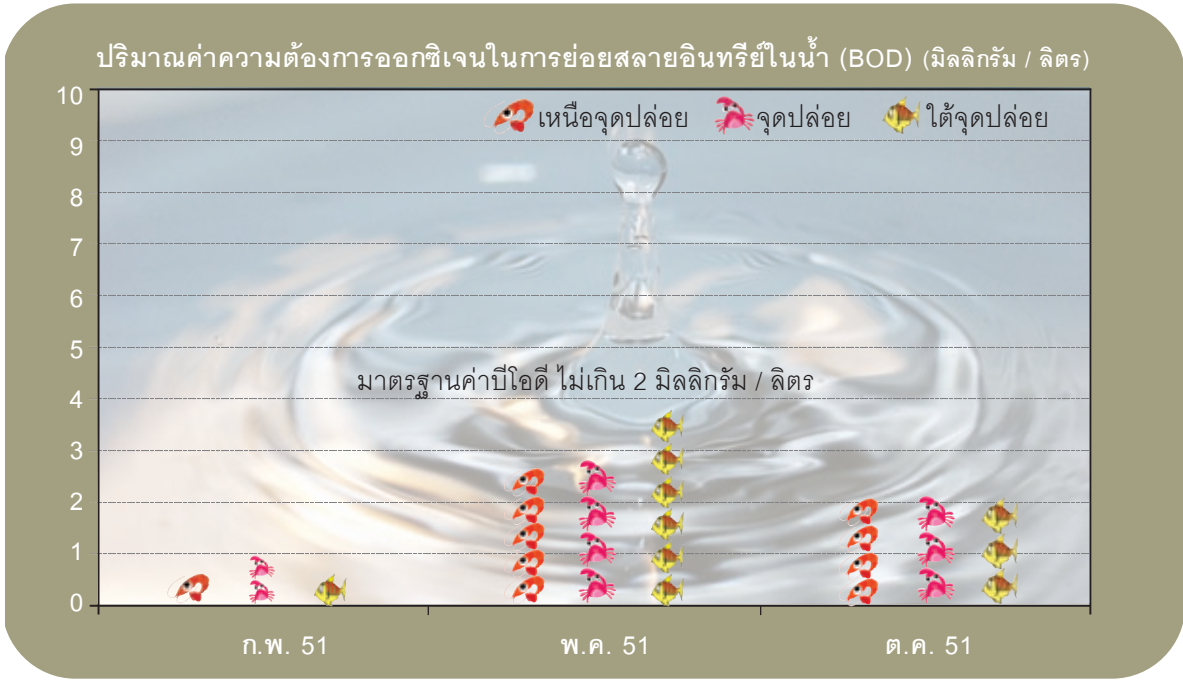 ปริมาณค่าความต้องการออกซิเจนในการย่อยสลายอินทรีย์ในน้ำ (BOD) (มิลลิกรัม / ลิตร)
10
เหนือจุดปล่อย จุดปล่อย ใต้จุดปล่อย
9
8
7
6
5
มาตรฐานค่าบีโอดี ไม่เกิน 2 มิลลิกรัม / ลิตร
4
3
2
1
0
ก.พ. 51 พ.ค. 51 ต.ค. 51